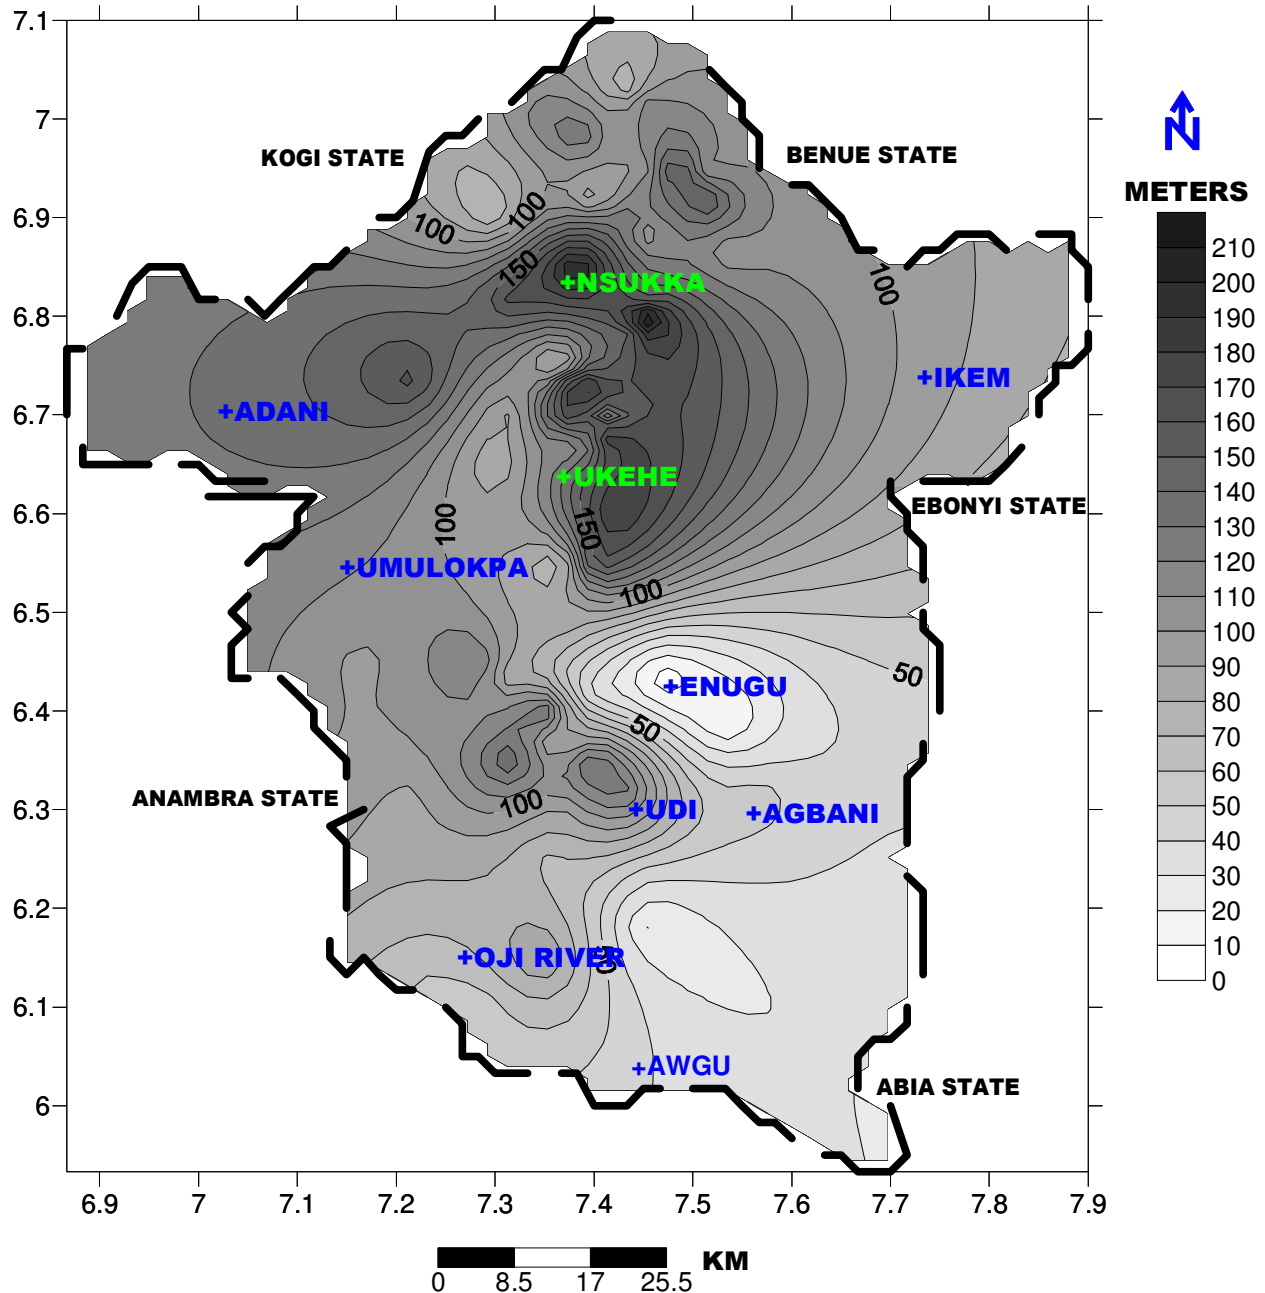 7.1
7
6.9
6.8
6.7
6.6
6.5
6.4
6.3
6.2
6.1
6
6.9
7
7.1
7.2
7.3
7.4
7.5
7.6
7.7
7.8
7.9
KOGI STATE
BENUE STATE
EBONYI STATE
ANAMBRA STATE
ABIA STATE
100
100
150
100
+NSUKKA
+IKEM
+ADANI
+UKEHE
150
100
+UMULOKPA
100
50
+ENUGU
50
100
+UDI
+AGBANI
+OJI RIVER
50
+AWGU
N
METERS
210
200
190
180
170
160
150
140
130
120
110
100
90
80
70
60
50
40
30
20
10
0
KM
0 8.5 17 25.5